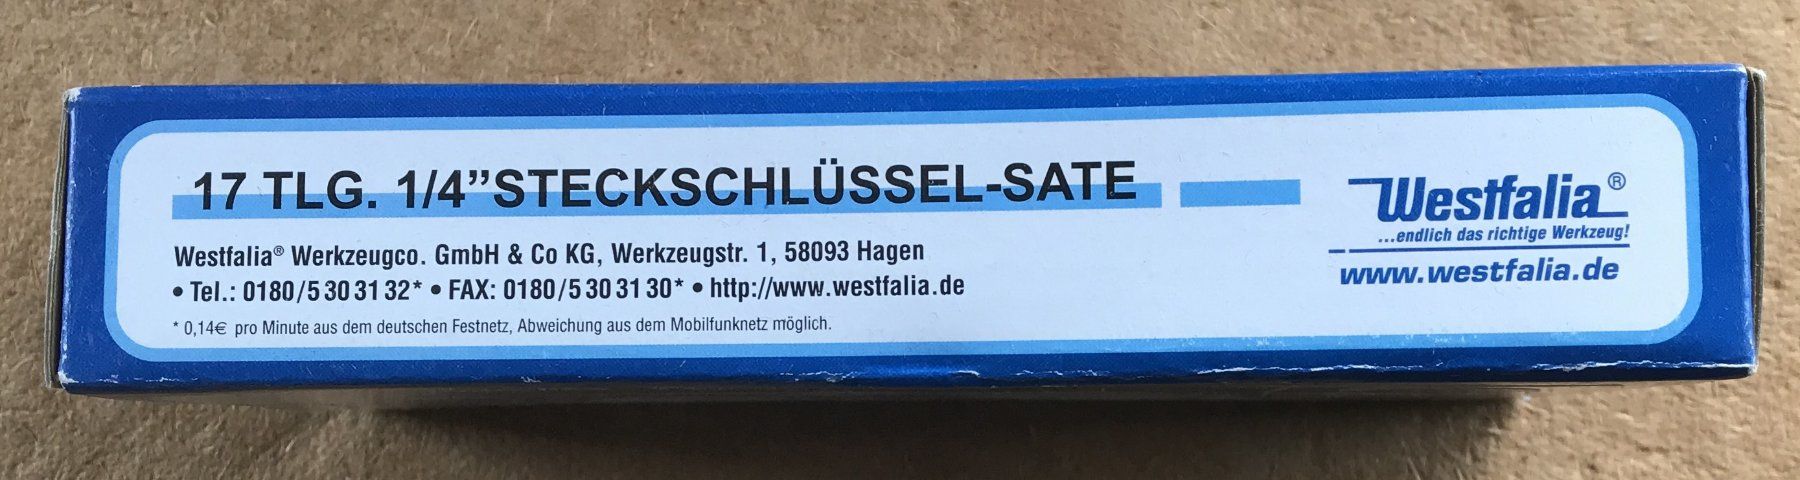 17 TLG. 1/4”STECKSCHLÜSSEL-SATE
Westfalia® Werkzeugco. GmbH & Co KG, Werkzeugstr. 1, 58093 Hagen
• Tel.: 0180/5 30 31 32* • FAX: 0180/5 30 31 30* • http://www.westfalia.de
* 0,14€ pro Minute aus dem deutschen Festnetz, Abweichung aus dem Mobilfunknetz möglich.
Westfalia®
...endlich das richtige Werkzeug!
www.westfalia.de